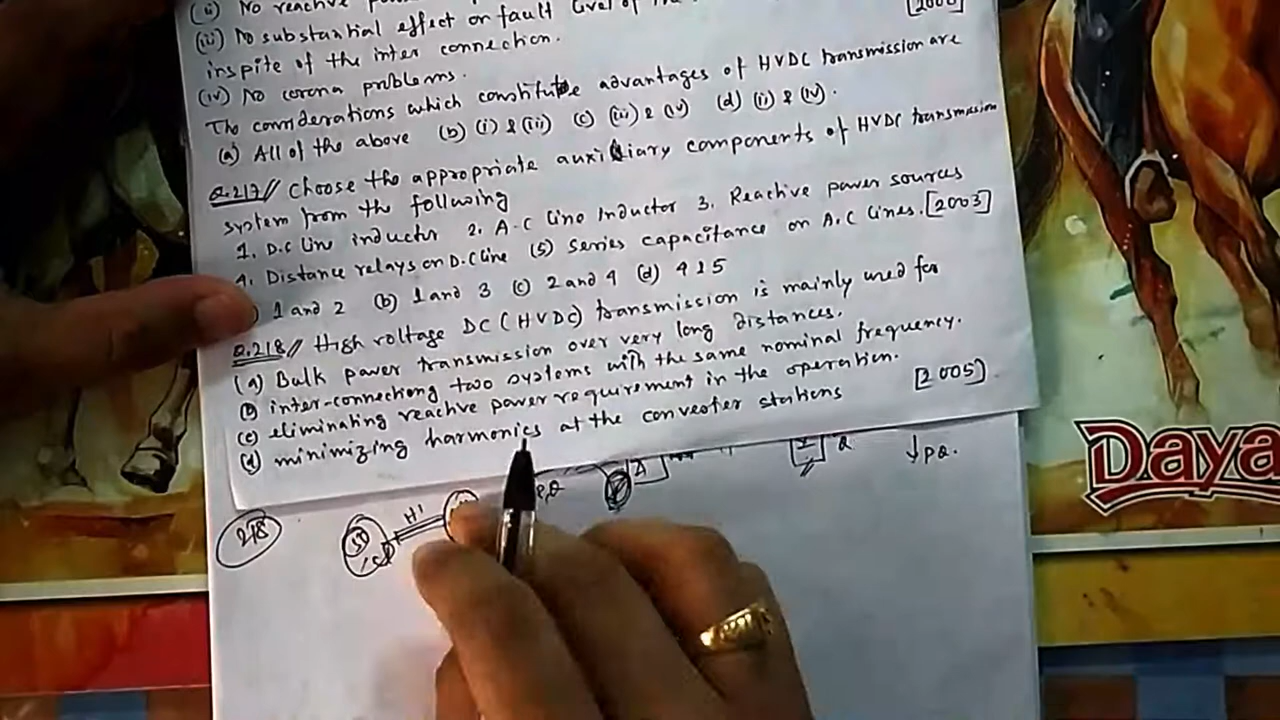 (ii) No reactive
(iii) No substantial effect on fault level of the
inspite of the inter connection.
(iv) No corona problems.
The considerations which constitute advantages of HVDC transmission are
(a) All of the above (b) (i) & (iii) (c) (iii) & (iv) (d) (ii) & (iv).
Q.217// Choose the appropriate auxiliary components of HVDC transmission
system from the following
1. D.C line inductor 2. A.C line Inductor 3. Reactive power sources
4. Distance relays on D.C line (5) series capacitance on A.C lines. [2003]
) 1 and 2 (b) 1 and 3 (c) 2 and 4 (d) 4 & 5
Q.218// High voltage DC (HVDC) transmission is mainly used for
(a) Bulk power transmission over very long distances.
(b) inter-connecting two systems with the same nominal frequency.
(c) eliminating reactive power requirement in the operation.
(d) minimizing harmonics at the converter stations [2005]
↓PQ.
218
Daya